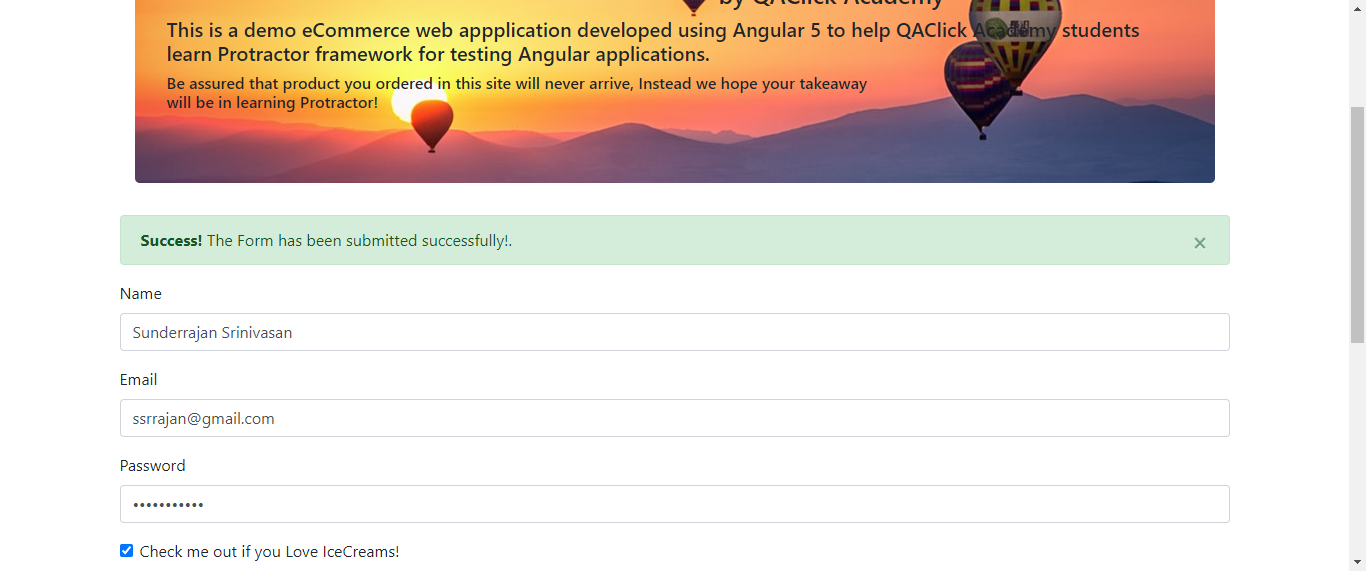 by QAClick Academy
This is a demo eCommerce web appplication developed using Angular 5 to help QAClick Academy students
learn Protractor framework for testing Angular applications.
Be assured that product you ordered in this site will never arrive, Instead we hope your takeaway
will be in learning Protractor!
Success! The Form has been submitted successfully!.
×
Name
Sunderrajan Srinivasan
Email
ssrrajan@gmail.com
Password
•••••••••••
Check me out if you Love IceCreams!